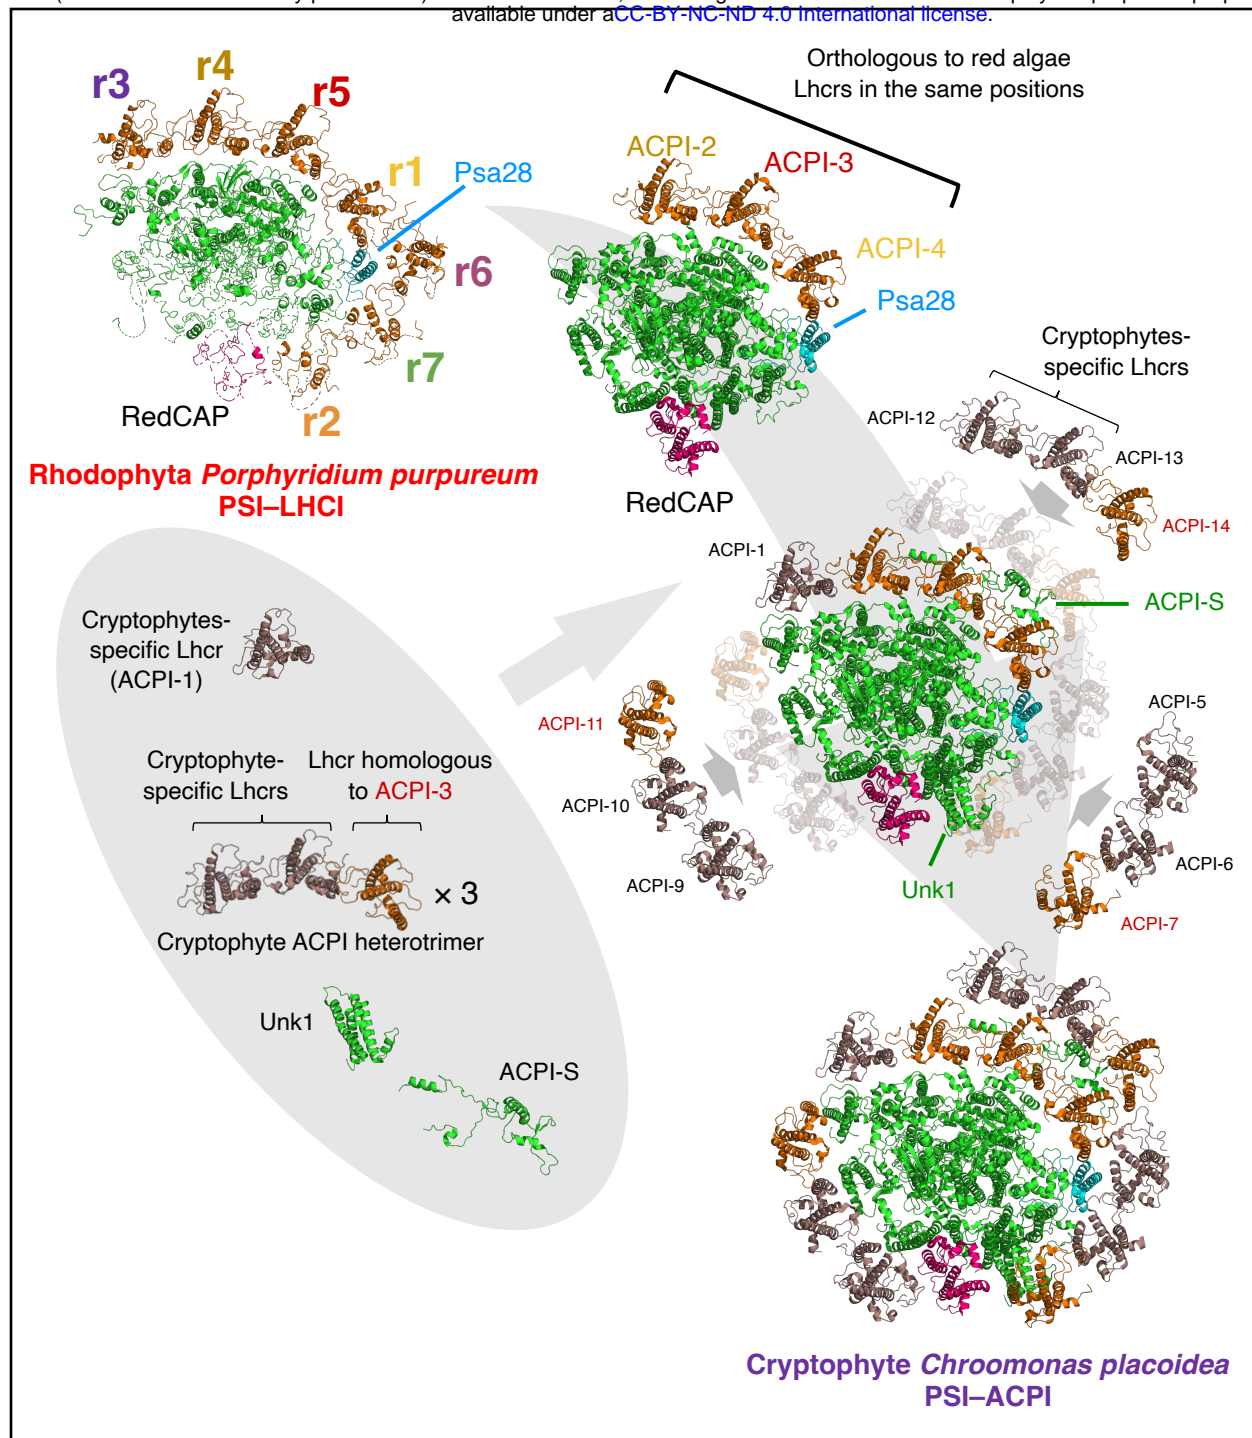 available under aCC-BY-NC-ND 4.0 International license.
r3
r4
r5
r1
Psa28
r6
r7
r2
RedCAP
Rhodophyta Porphyridium purpureum
PSI–LHCI
Orthologous to red algae
Lhcrs in the same positions
ACPI-2
ACPI-3
ACPI-4
Psa28
RedCAP
Cryptophytes-
specific Lhcrs
ACPI-12
ACPI-13
ACPI-14
ACPI-1
ACPI-S
ACPI-11
ACPI-10
ACPI-9
ACPI-5
ACPI-6
ACPI-7
Unk1
Cryptophytes-
specific Lhcr
(ACPI-1)
Cryptophyte-
specific Lhcrs
Lhcr homologous
to ACPI-3
× 3
Cryptophyte ACPI heterotrimer
Unk1
ACPI-S
Cryptophyte Chroomonas placoidea
PSI–ACPI